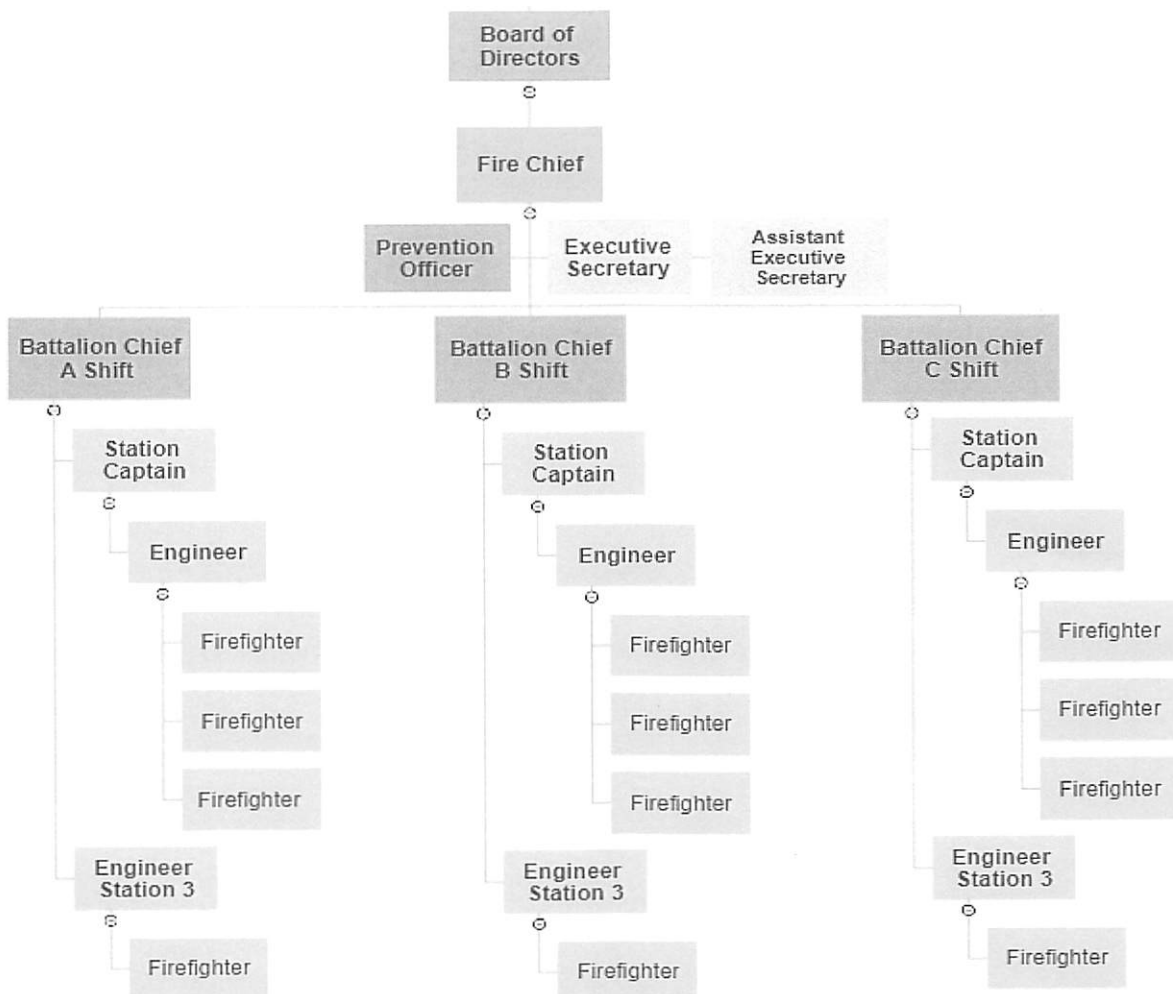 Board of
Directors
Fire Chief
Prevention
Officer
Executive
Secretary
Assistant
Executive
Secretary
Battalion Chief
A Shift
Battalion Chief
B Shift
Battalion Chief
C Shift
Station
Captain
Engineer
Firefighter
Firefighter
Firefighter
Engineer
Station 3
Firefighter
Station
Captain
Engineer
Firefighter
Firefighter
Firefighter
Engineer
Station 3
Firefighter
Station
Captain
Engineer
Firefighter
Firefighter
Firefighter
Engineer
Station 3
Firefighter